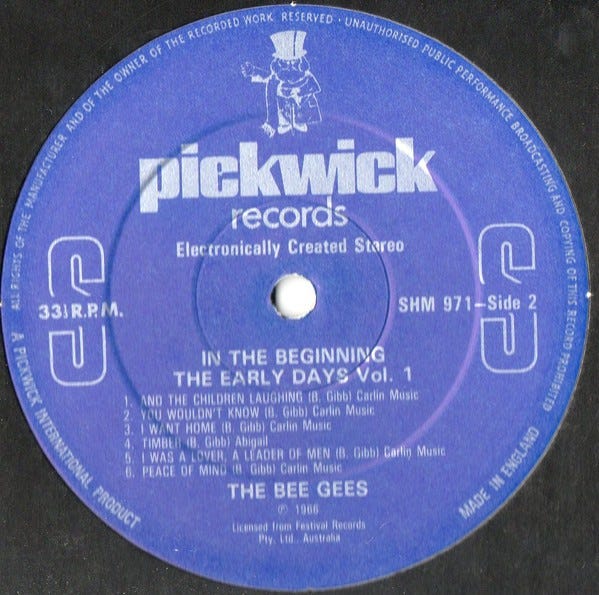 ALL RIGHTS OF THE MANUFACTURER AND OF THE OWNER OF THE RECORDED WORK RESERVED · UNAUTHORISED PUBLIC PERFORMANCE BROADCASTING AND COPYING OF THIS RECORD PROHIBITED
pickwick
records
Electronically Created Stereo
33⅓ R.P.M.
SHM 971–Side 2
IN THE BEGINNING
THE EARLY DAYS Vol. 1
1. AND THE CHILDREN LAUGHING (B. Gibb) Carlin Music
2. YOU WOULDN'T KNOW (B. Gibb) Carlin Music
3. I WANT HOME (B. Gibb) Carlin Music
4. TIMBER (B. Gibb) Abigail
5. I WAS A LOVER, A LEADER OF MEN (B. Gibb) Carlin Music
6. PEACE OF MIND (B. Gibb) Carlin Music
THE BEE GEES
℗ 1966
Licensed from Festival Records
Pty. Ltd., Australia
A PICKWICK INTERNATIONAL PRODUCT
MADE IN ENGLAND